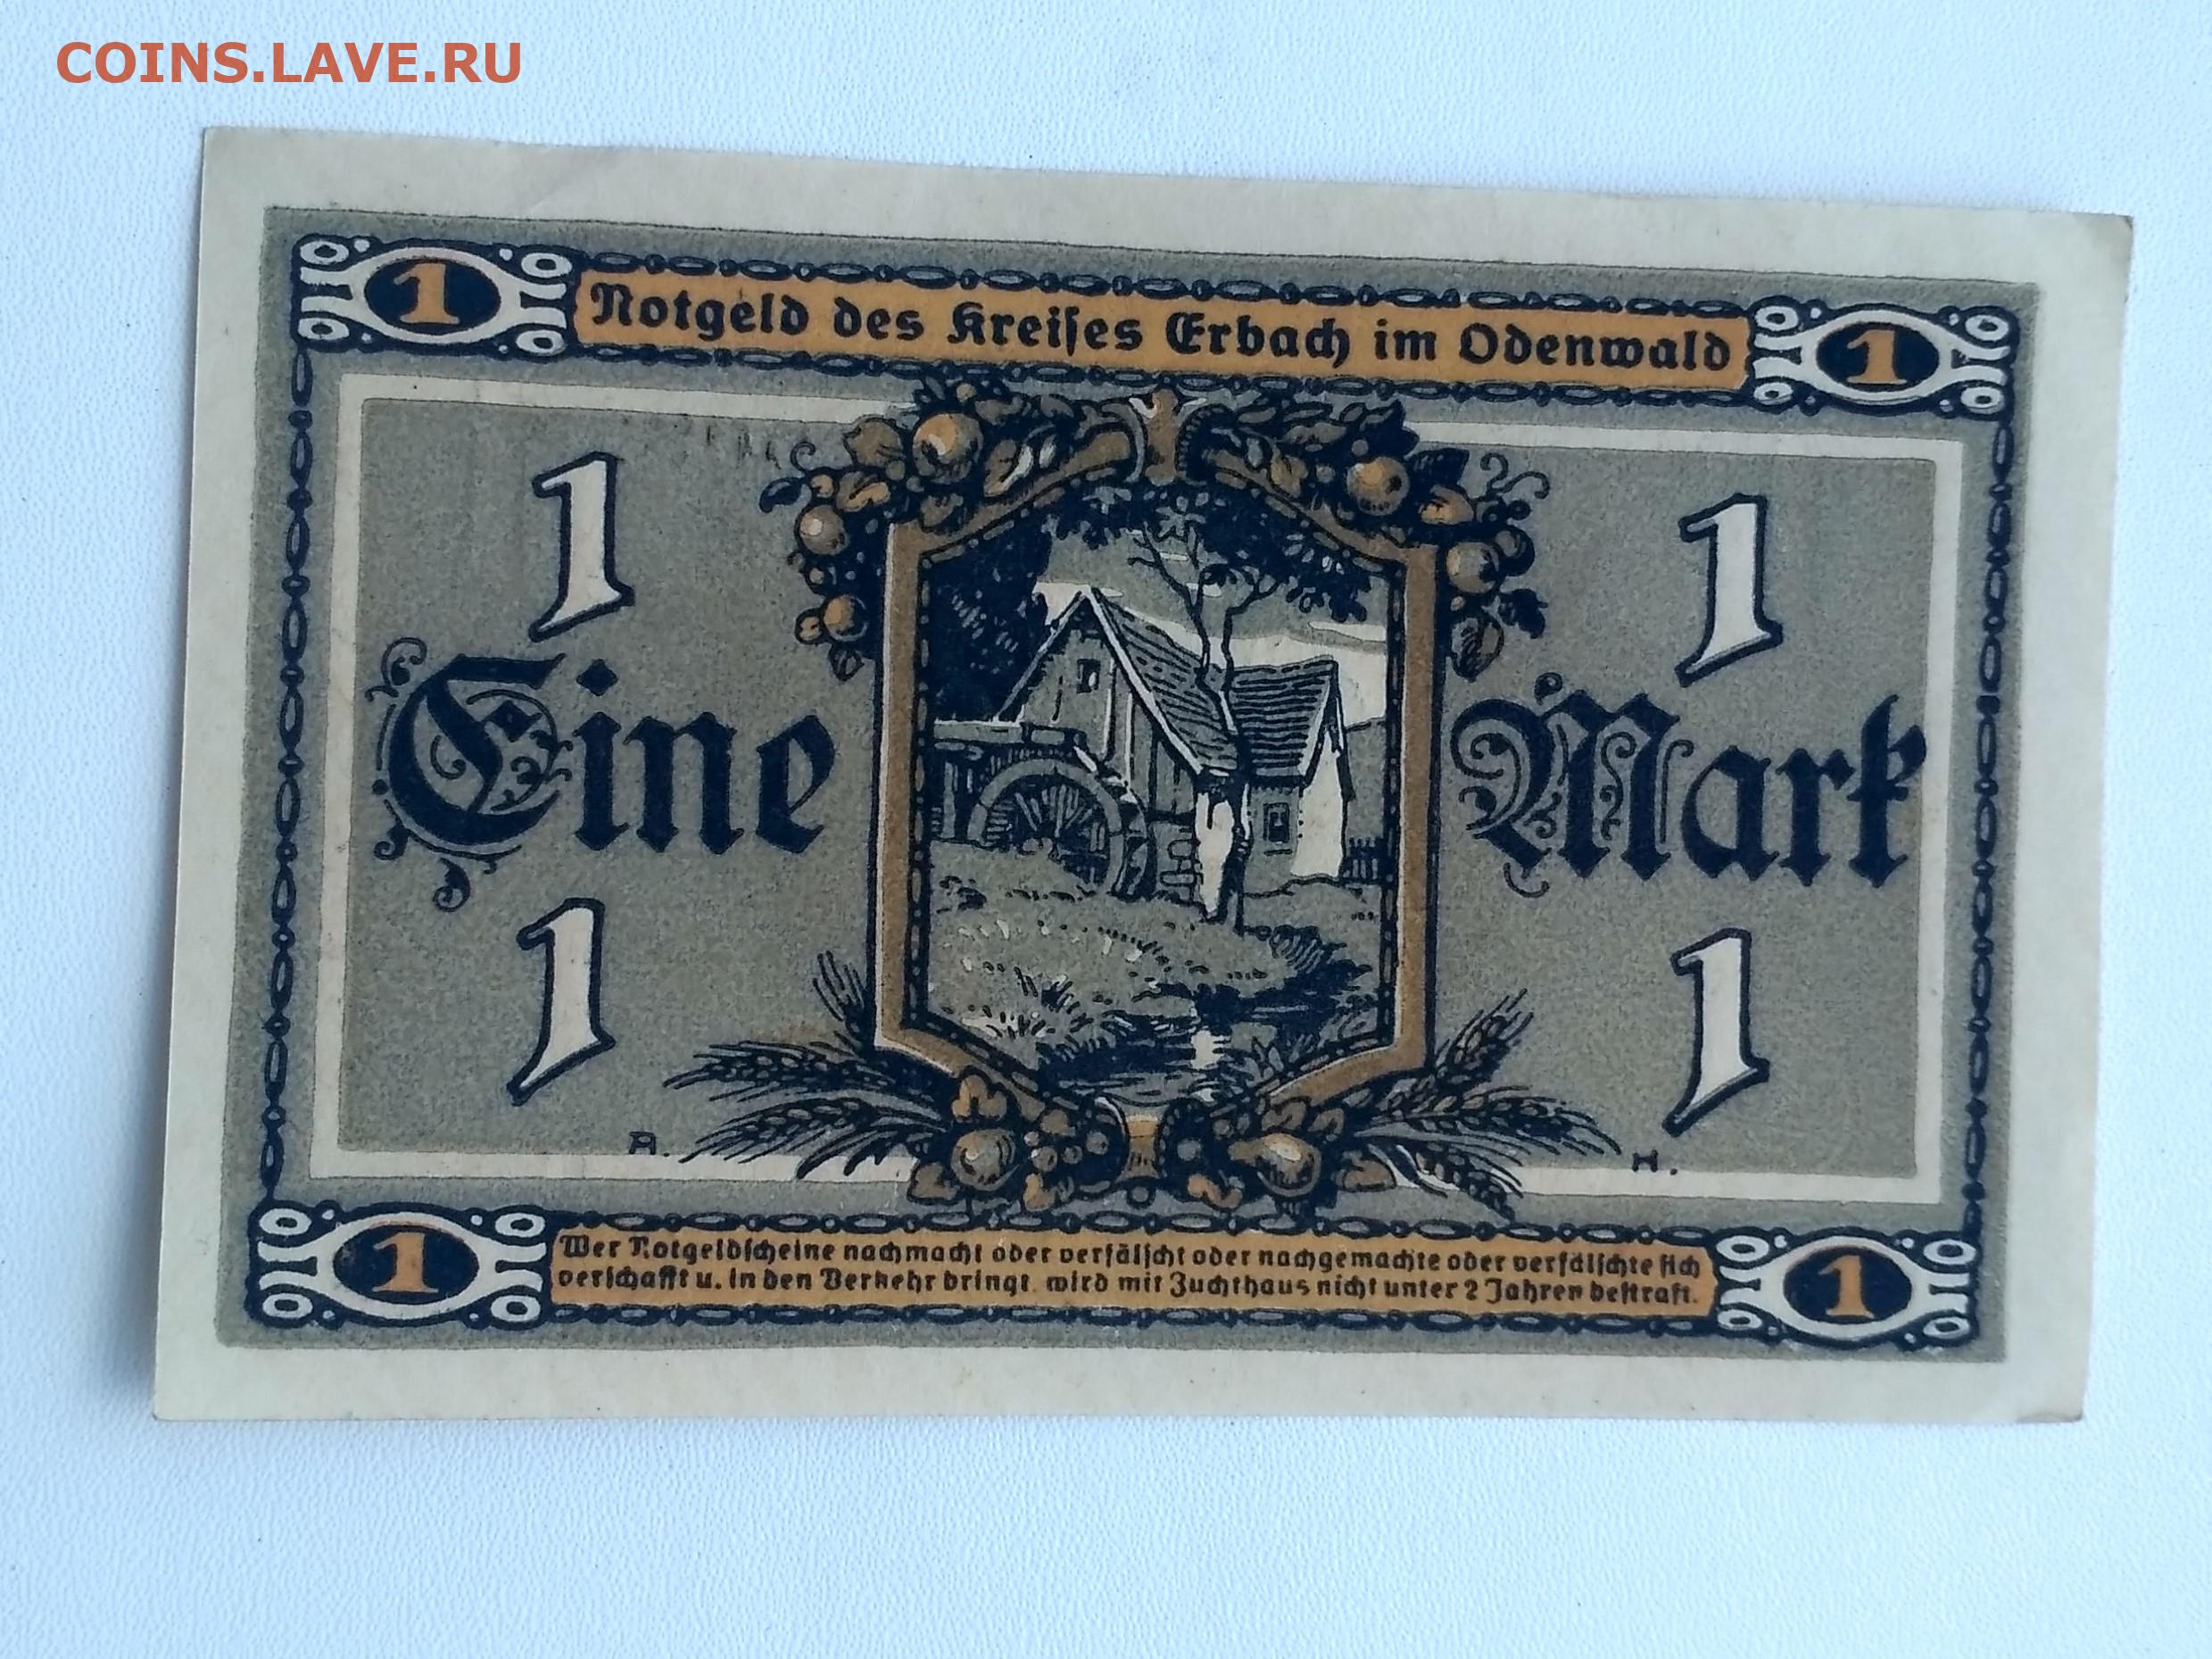 COINS.LAVE.RU
1 Notgeld des Kreises Erbach im Odenwald 1
1 1
Eine Mark
1 1
A. H.
1 Wer Notgeldscheine nachmacht oder verfälscht oder nachgemachte oder verfälschte sich 1
verschafft u. in den Verkehr bringt, wird mit Zuchthaus nicht unter 2 Jahren bestraft.